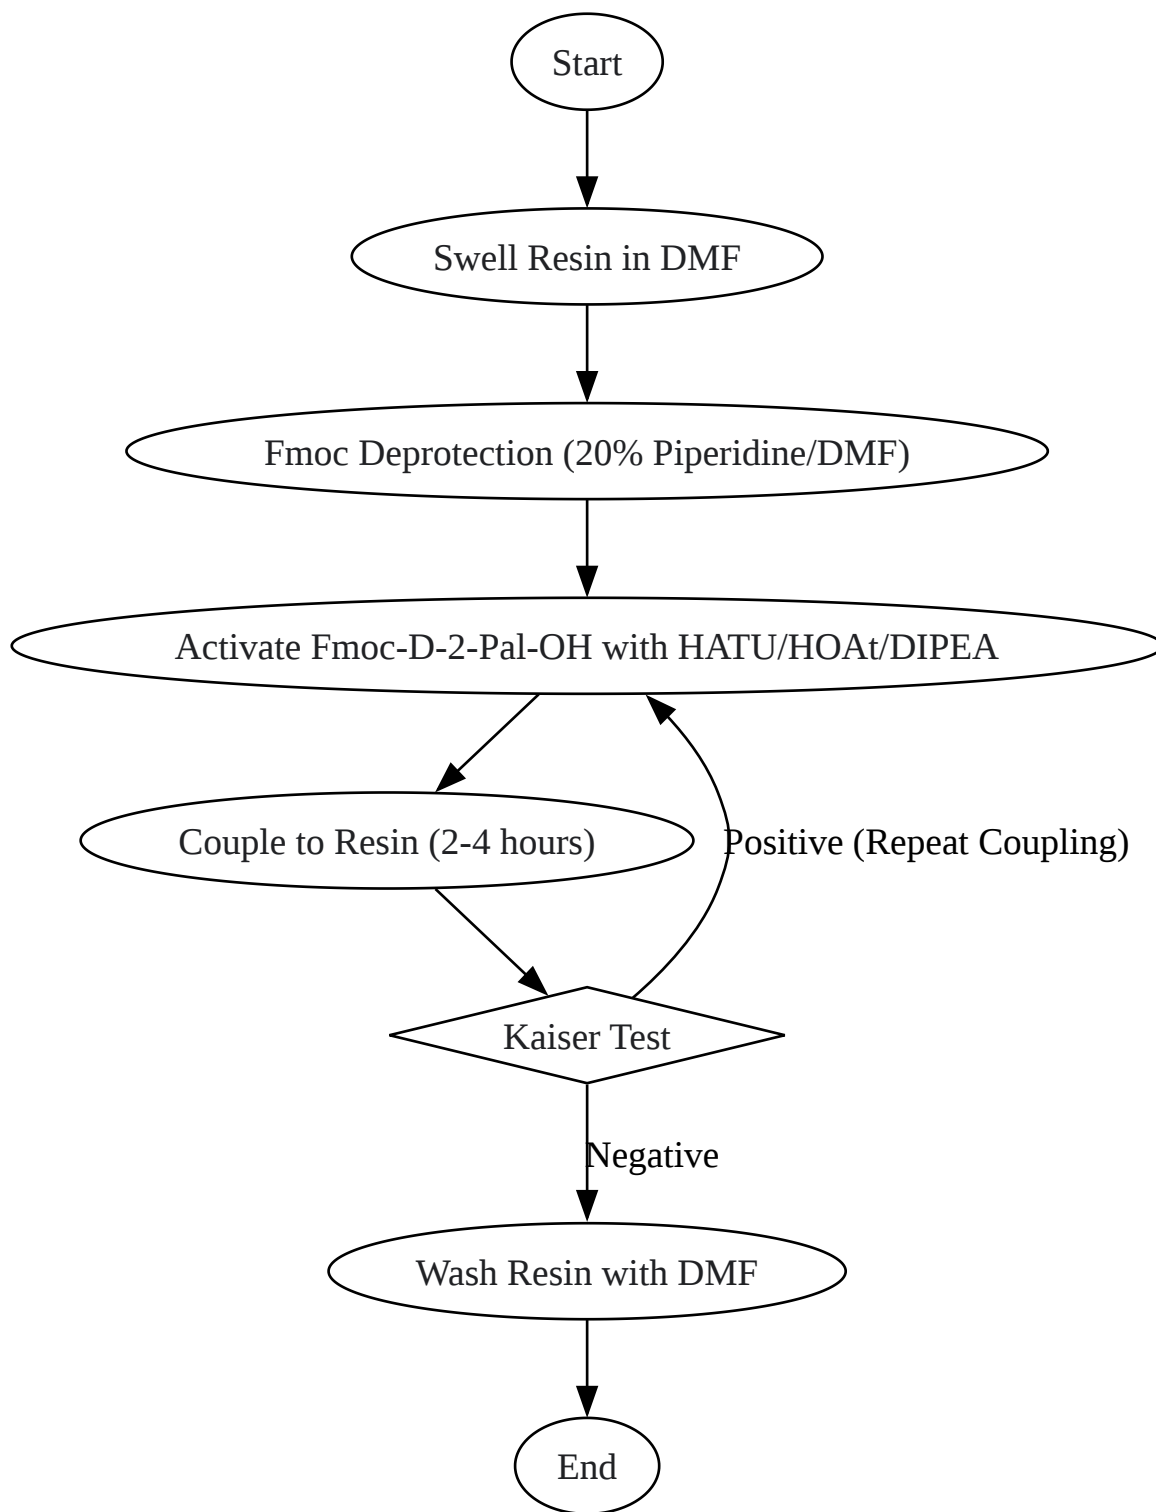 Start
Swell Resin in DMF
Fmoc Deprotection (20% Piperidine/DMF)
Activate Fmoc-D-2-Pal-OH with HATU/HOAt/DIPEA
Couple to Resin (2-4 hours)
Positive (Repeat Coupling)
Kaiser Test
Negative
Wash Resin with DMF
End